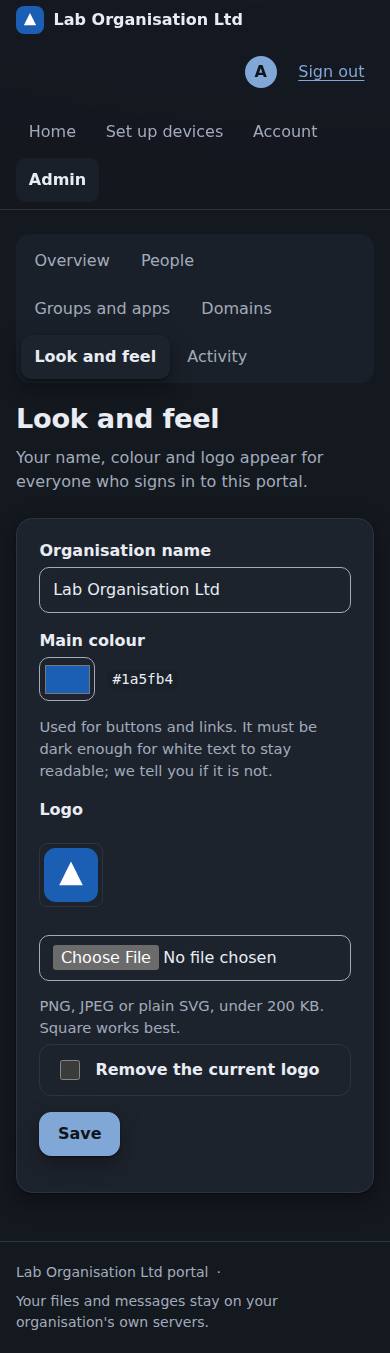 Lab Organisation Ltd
A Sign out
Home Set up devices Account
Admin
Overview People
Groups and apps Domains
Look and feel Activity
Look and feel
Your name, colour and logo appear for
everyone who signs in to this portal.
Organisation name
Lab Organisation Ltd
Main colour
#1a5fb4
Used for buttons and links. It must be
dark enough for white text to stay
readable; we tell you if it is not.
Logo
Choose File No file chosen
PNG, JPEG or plain SVG, under 200 KB.
Square works best.
Remove the current logo
Save
Lab Organisation Ltd portal ·
Your files and messages stay on your
organisation's own servers.